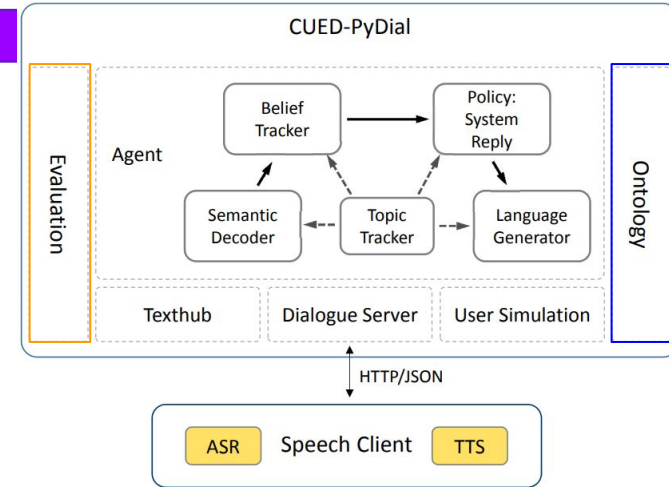 CUED-PyDial
Evaluation
Agent
Belief
Tracker
Policy:
System
Reply
Semantic
Decoder
Topic
Tracker
Language
Generator
Ontology
Texthub
Dialogue Server
User Simulation
HTTP/JSON
ASR
Speech Client
TTS